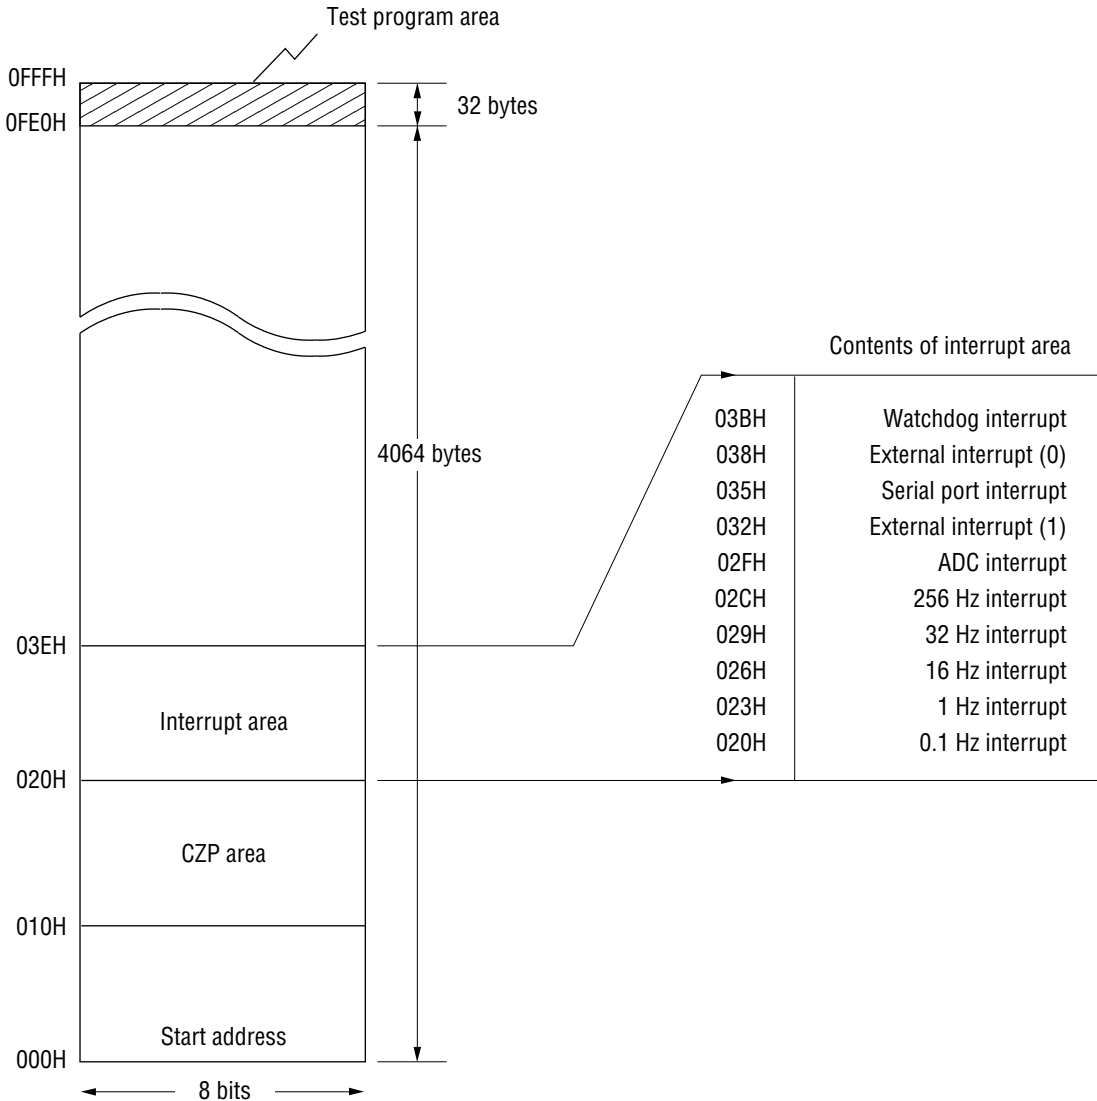 Test program area
0FFFH
32 bytes
0FE0H
Contents of interrupt area
03BH Watchdog interrupt
038H External interrupt (0)
4064 bytes
035H Serial port interrupt
032H External interrupt (1)
02FH ADC interrupt
02CH 256 Hz interrupt
029H 32 Hz interrupt
026H 16 Hz interrupt
023H 1 Hz interrupt
020H 0.1 Hz interrupt
03EH
Interrupt area
020H
CZP area
010H
Start address
000H
8 bits